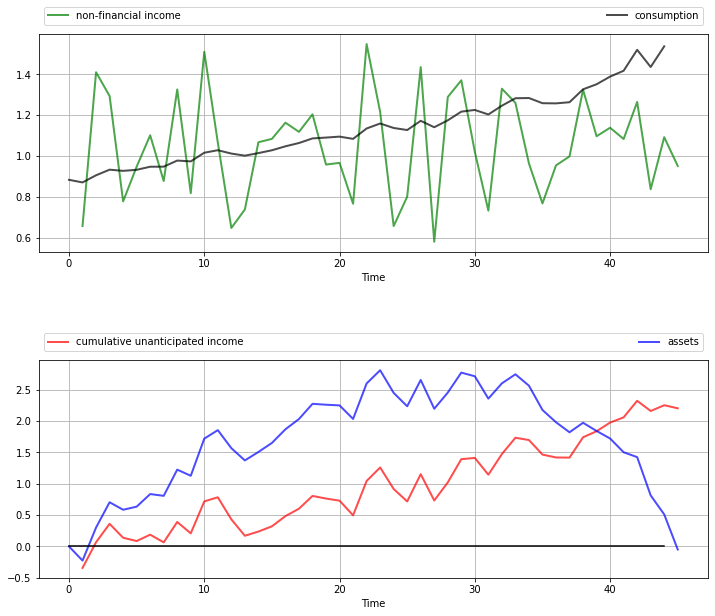 non-financial income consumption
1.4
1.2
1.0
0.8
0.6
0 10 20 30 40
Time
cumulative unanticipated income assets
2.5
2.0
1.5
1.0
0.5
0.0
−0.5
0 10 20 30 40
Time